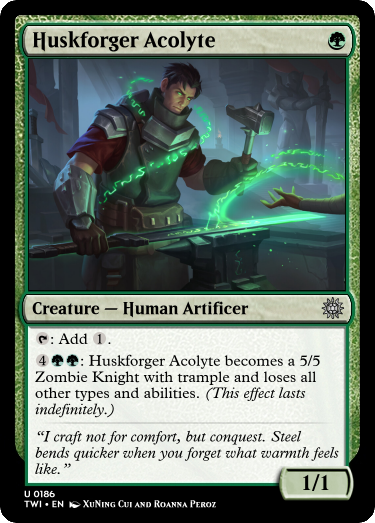 Huskforger Acolyte
Creature — Human Artificer
: Add 1.
4: Huskforger Acolyte becomes a 5/5
Zombie Knight with trample and loses all
other types and abilities. (This effect lasts
indefinitely.)
“I craft not for comfort, but conquest. Steel
bends quicker when you forget what warmth feels
like.”
1/1
U 0186
TWI • EN XuNing Cui and Roanna Peroz